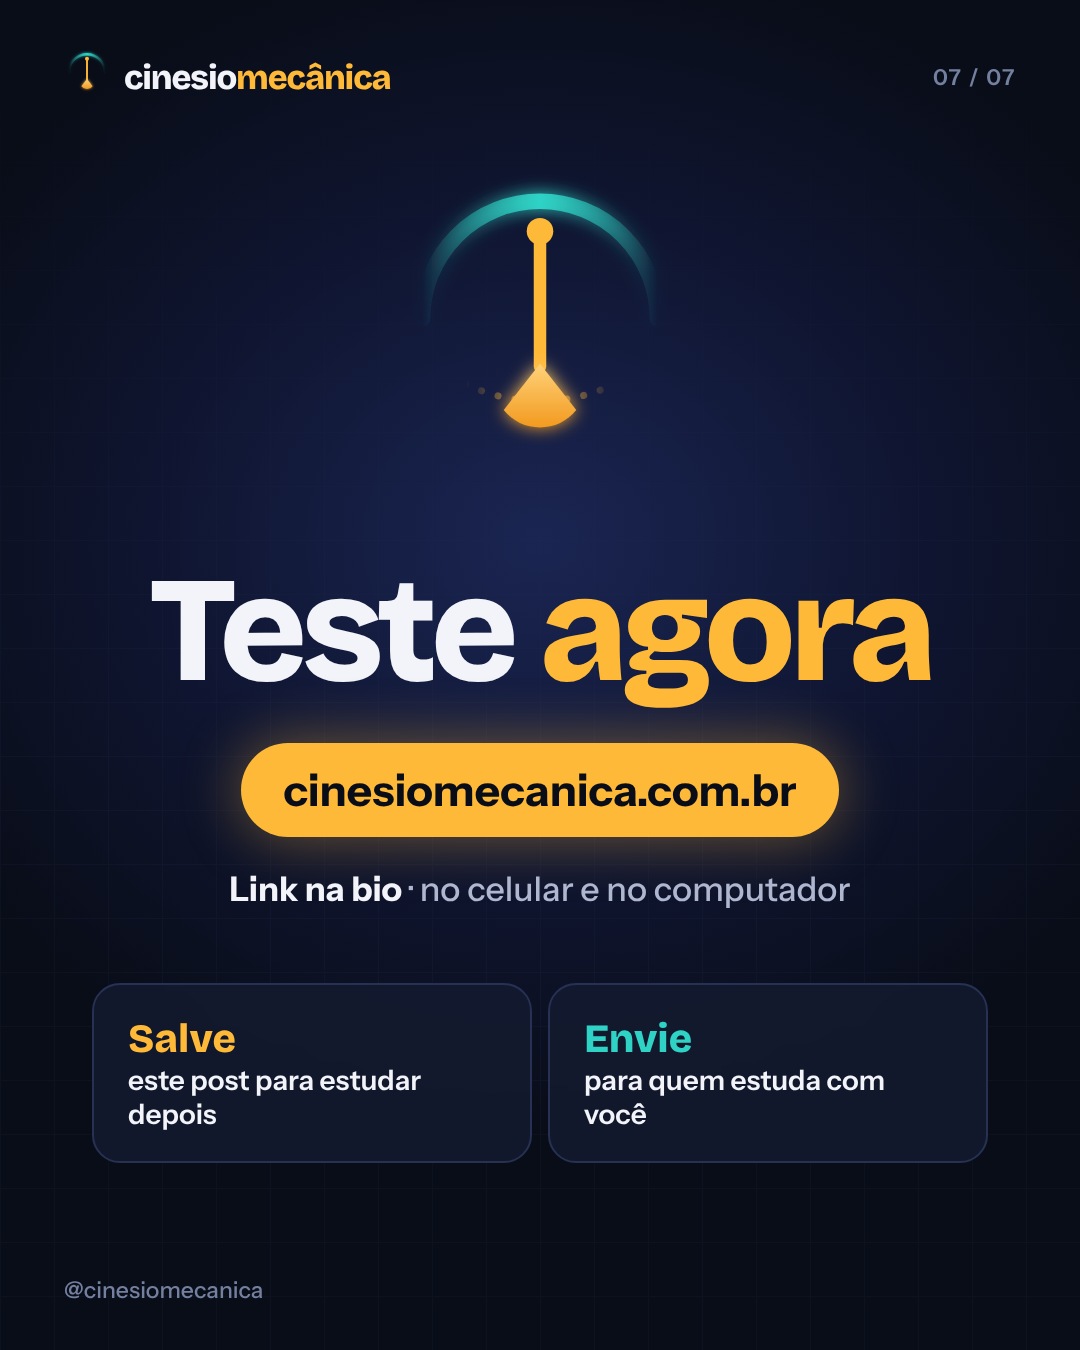 cinesiomecânica
07 / 07
Teste agora
cinesiomecanica.com.br
Link na bio · no celular e no computador
Salve
este post para estudar
depois
Envie
para quem estuda com
você
@cinesiomecanica